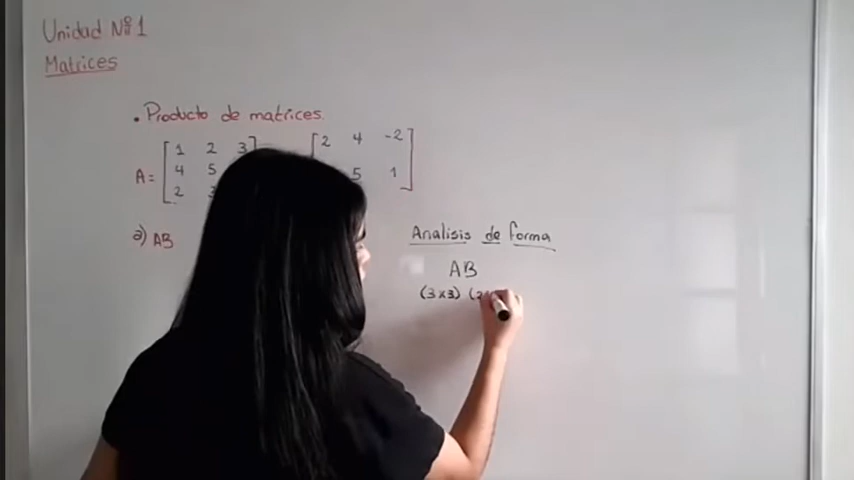 Unidad Nº1
Matrices
• Producto de matrices.
1 2 3 2 4 -2
A= 4 5 5 1
2
a) AB
Analisis de forma
AB
(3x3) (2